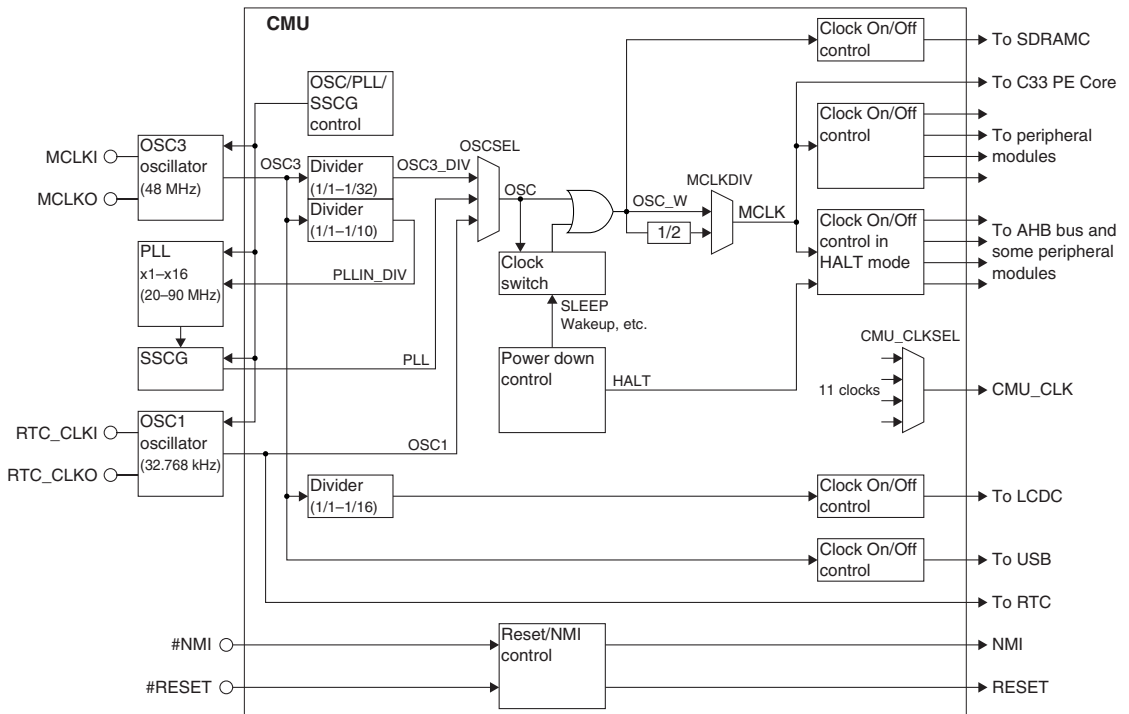 CMU
Clock On/Off
control
To SDRAMC
OSC/PLL/
SSCG
control
To C33 PE Core
Clock On/Off
control
To peripheral
modules
MCLKI
MCLKO
OSC3
oscillator
(48 MHz)
OSC3
Divider
(1/1–1/32)
OSC3_DIV
Divider
(1/1–1/10)
PLLIN_DIV
OSCSEL
OSC
OSC_W
1/2
MCLKDIV
MCLK
Clock On/Off
control in
HALT mode
To AHB bus and
some peripheral
modules
PLL
x1–x16
(20–90 MHz)
Clock
switch
SLEEP
Wakeup, etc.
SSCG
PLL
Power down
control
HALT
CMU_CLKSEL
11 clocks
CMU_CLK
RTC_CLKI
RTC_CLKO
OSC1
oscillator
(32.768 kHz)
OSC1
Divider
(1/1–1/16)
Clock On/Off
control
To LCDC
Clock On/Off
control
To USB
To RTC
#NMI
#RESET
Reset/NMI
control
NMI
RESET